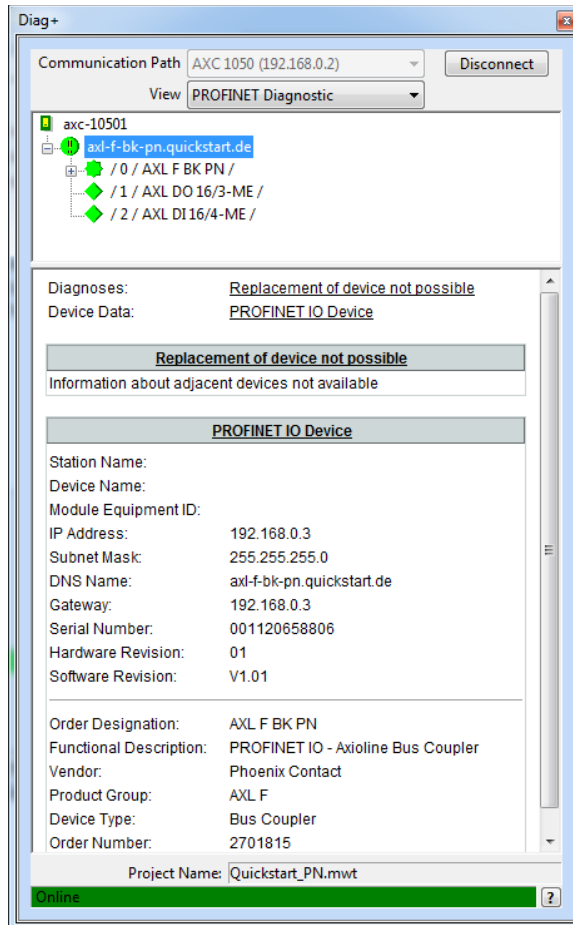 Diag+
Communication Path AXC 1050 (192.168.0.2) Disconnect
View PROFINET Diagnostic
axc-10501
axl-f-bk-pn.quickstart.de
/ 0 / AXL F BK PN /
/ 1 / AXL DO 16/3-ME /
/ 2 / AXL DI 16/4-ME /
Diagnoses: Replacement of device not possible
Device Data: PROFINET IO Device
Replacement of device not possible
Information about adjacent devices not available
PROFINET IO Device
Station Name:
Device Name:
Module Equipment ID:
IP Address: 192.168.0.3
Subnet Mask: 255.255.255.0
DNS Name: axl-f-bk-pn.quickstart.de
Gateway: 192.168.0.3
Serial Number: 001120658806
Hardware Revision: 01
Software Revision: V1.01
Order Designation: AXL F BK PN
Functional Description: PROFINET IO - Axioline Bus Coupler
Vendor: Phoenix Contact
Product Group: AXL F
Device Type: Bus Coupler
Order Number: 2701815
Project Name: Quickstart_PN.mwt
Online ?